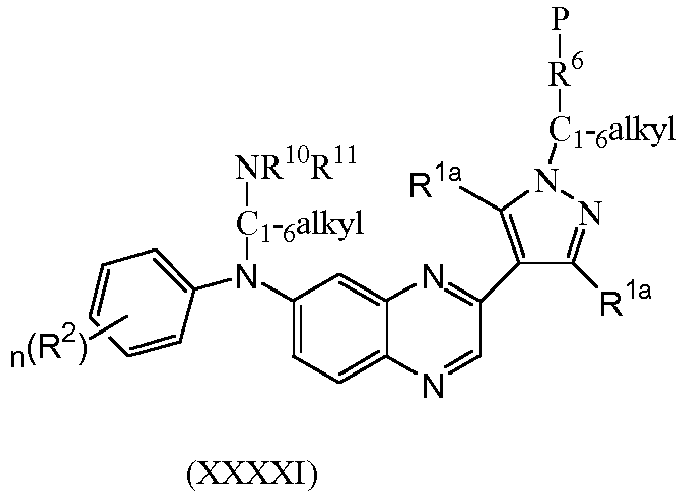 P
R⁶
C₁₋₆alkyl
NR¹⁰R¹¹
R¹ᵃ
N
N
C₁₋₆alkyl
N
N
R¹ᵃ
n(R²)
N
(XXXXI)